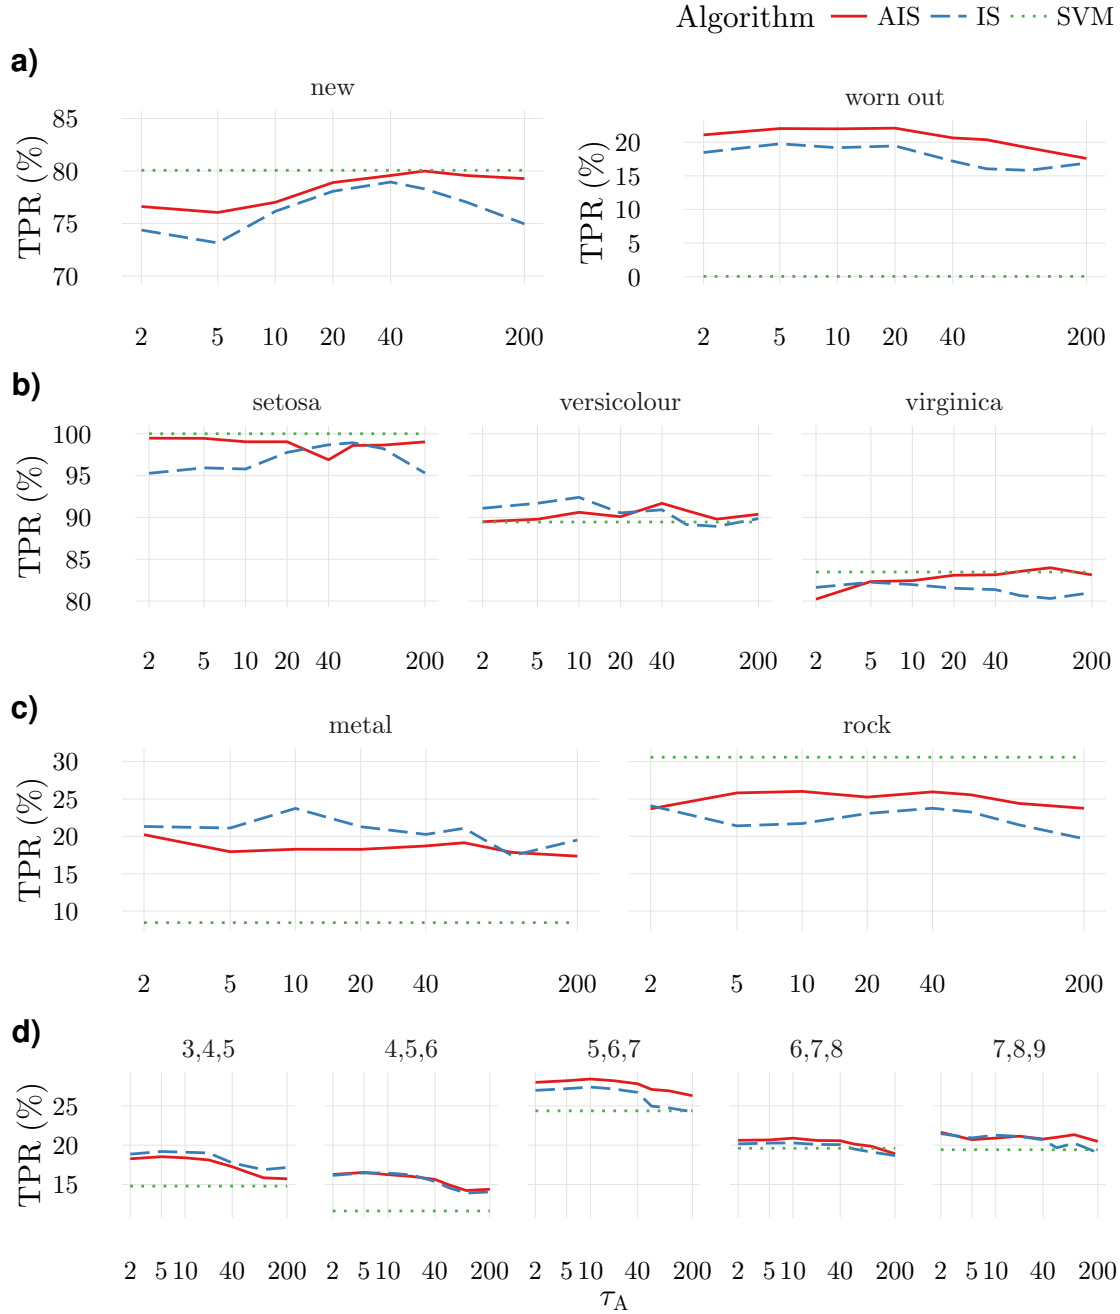 Algorithm AIS IS SVM
a)
new
worn out
TPR (%)
85
80
75
70
TPR (%)
20
15
10
5
0
2 5 10 20 40 200
2 5 10 20 40 200
b)
setosa versicolour virginica
TPR (%)
100
95
90
85
80
2 5 10 20 40 200
2 5 10 20 40 200
2 5 10 20 40 200
c)
metal rock
TPR (%)
30
25
20
15
10
2 5 10 20 40 200
2 5 10 20 40 200
d)
3,4,5 4,5,6 5,6,7 6,7,8 7,8,9
TPR (%)
25
20
15
2 5 10 40 200
2 5 10 40 200
2 5 10 40 200
2 5 10 40 200
2 5 10 40 200
τA